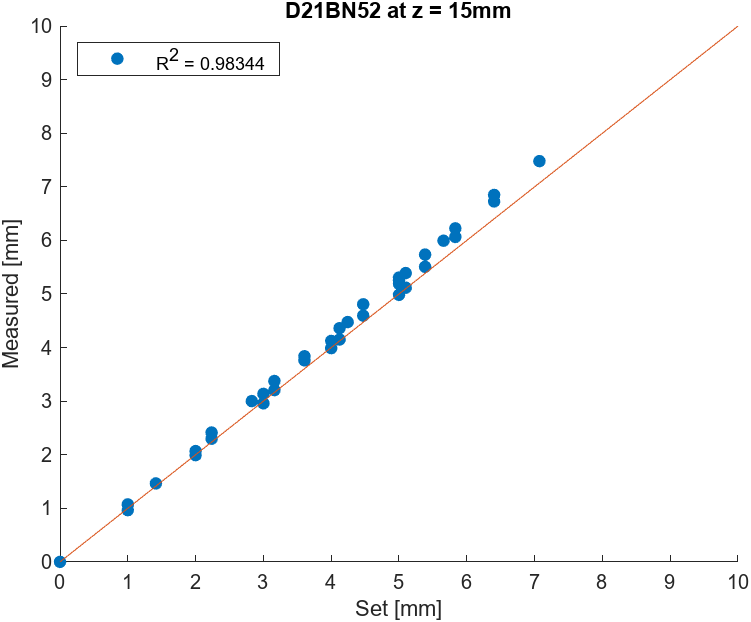 D21BN52 at z = 15mm
R² = 0.98344
10
9
8
7
6
5
4
3
2
1
0
Measured [mm]
0 1 2 3 4 5 6 7 8 9 10
Set [mm]